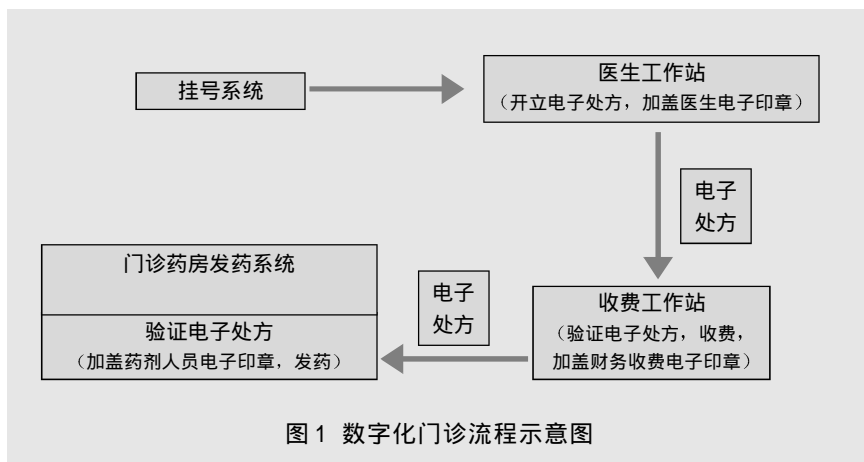 挂号系统
医生工作站
（开立电子处方，加盖医生电子印章）
电子
处方
收费工作站
（验证电子处方，收费，
加盖财务收费电子印章）
电子
处方
门诊药房发药系统
验证电子处方
（加盖药剂人员电子印章，发药）
图1 数字化门诊流程示意图